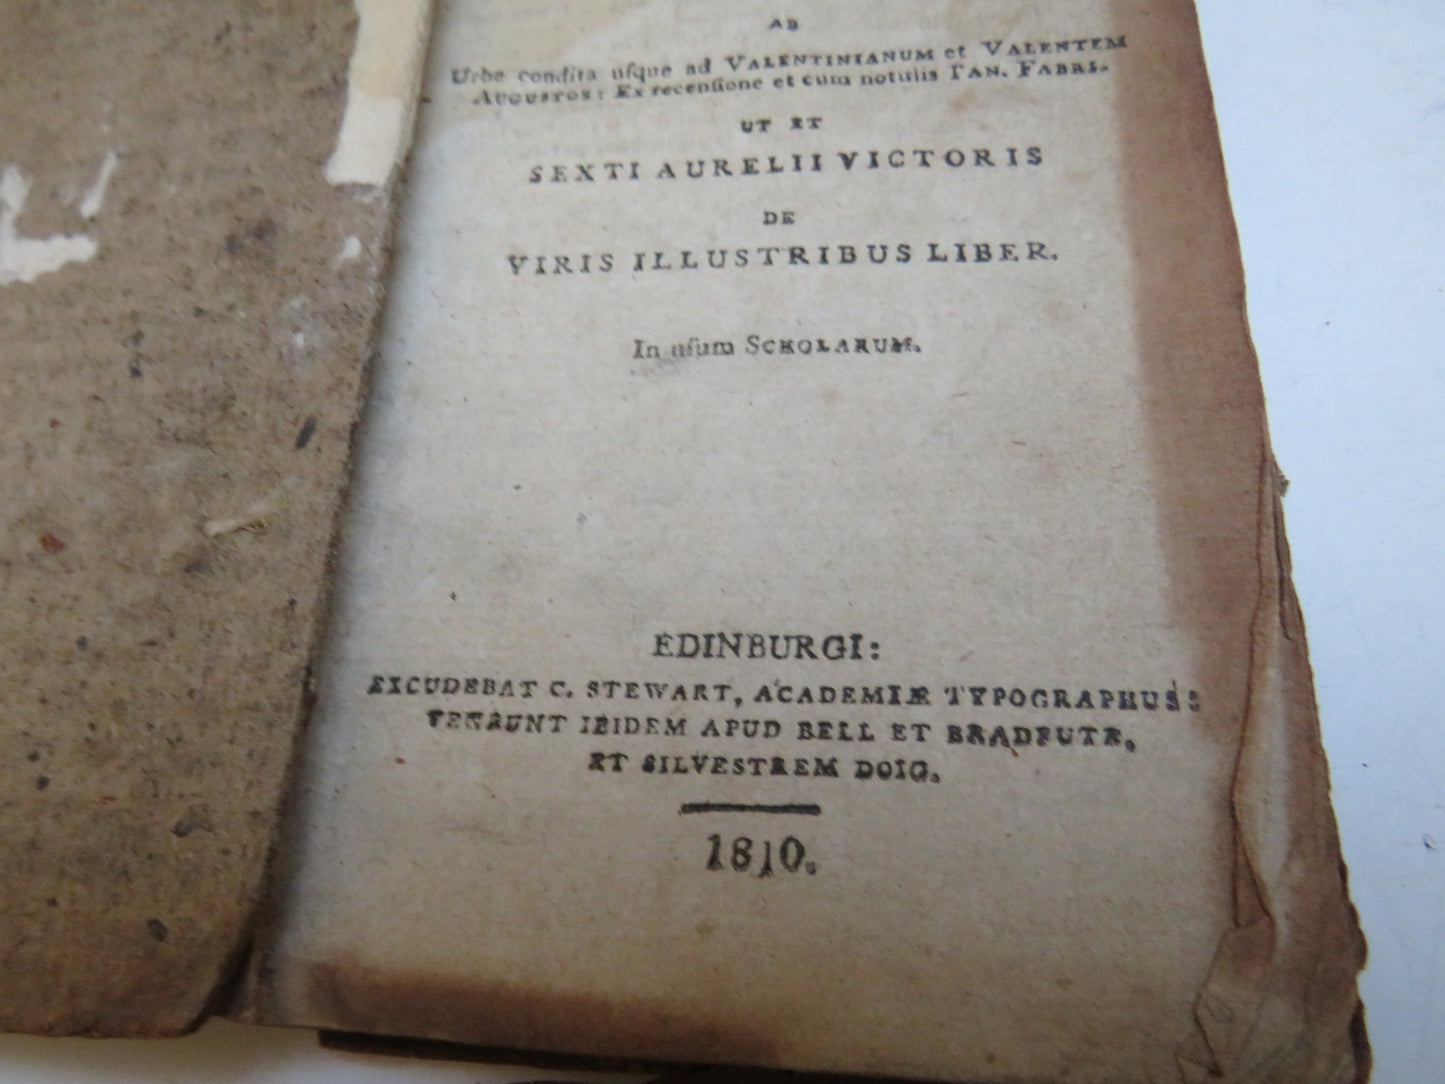 AB
Urbe condita uſque ad VALENTINIANUM et VALENTEM
AUGUSTOS: Ex recenſione et cum notulis TAN. FABRI.
UT ET
SEXTI AURELII VICTORIS
DE
VIRIS ILLUSTRIBUS LIBER.
In uſum SCHOLARUM.
EDINBURGI:
EXCUDEBAT C. STEWART, ACADEMIÆ TYPOGRAPHUS:
VENEUNT IBIDEM APUD BELL ET BRADFUTE,
ET SILVESTREM DOIG.
1810.